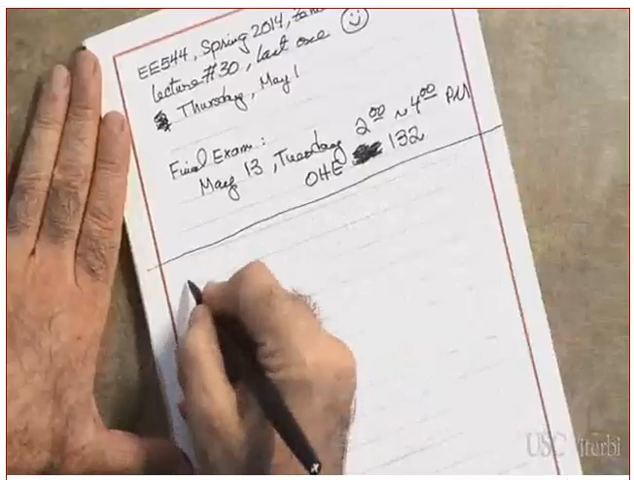 EE544, Spring 2014,
Lecture #30, last one ☺
Thursday, May 1
Final Exam:
May 13, Tuesday 2:00 ~ 4:00 PM
OHE 132
USC Viterbi